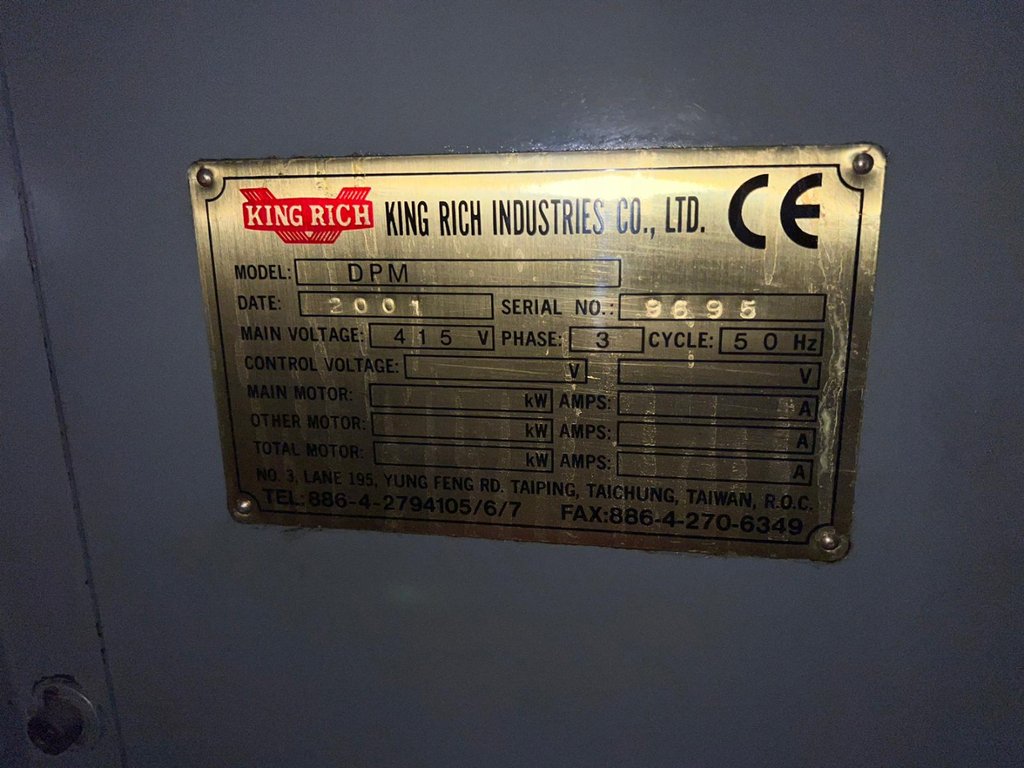 KING RICH KING RICH INDUSTRIES CO., LTD. CE
MODEL: DPM
DATE: 2001 SERIAL NO.: 9695
MAIN VOLTAGE: 415 V PHASE: 3 CYCLE: 50 Hz
CONTROL VOLTAGE: V V
MAIN MOTOR: kW AMPS: A
OTHER MOTOR: kW AMPS: A
TOTAL MOTOR: kW AMPS: A
NO. 3, LANE 195, YUNG FENG RD. TAIPING, TAICHUNG, TAIWAN, R.O.C.
TEL:886-4-2794105/6/7 FAX:886-4-270-6349